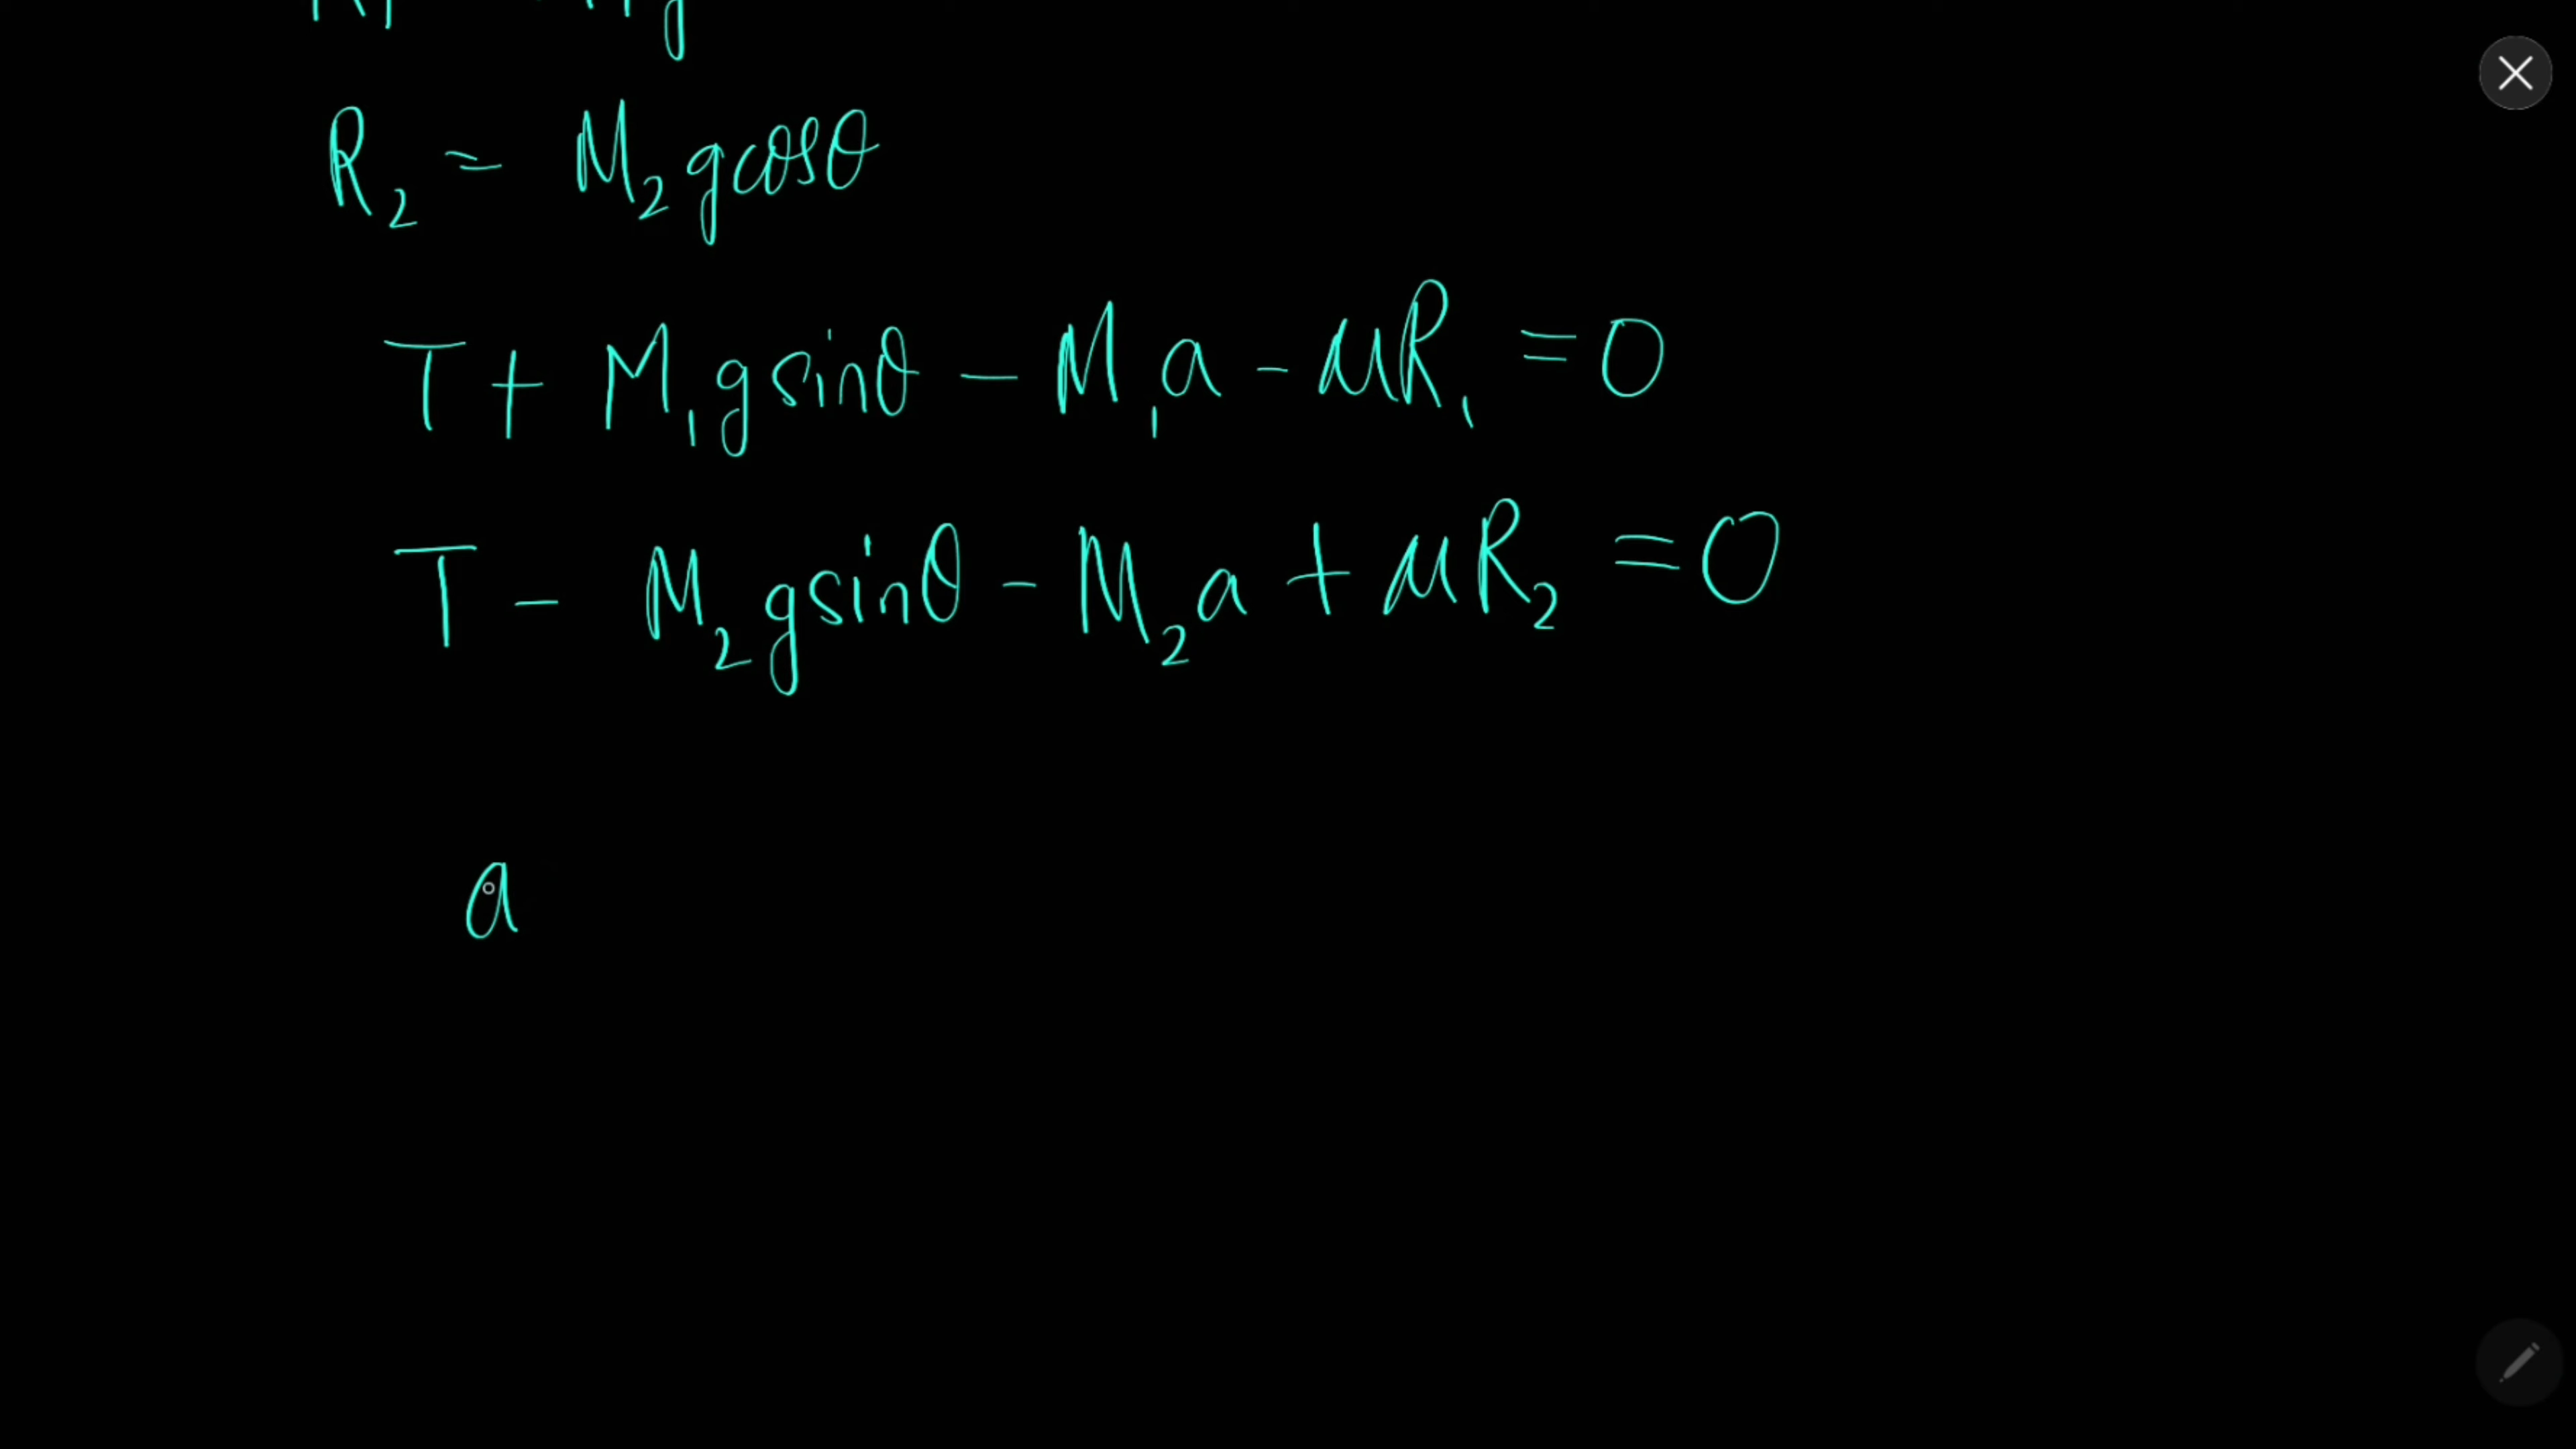 R₂ = M₂gcosθ
T + M₁gsinθ - M₁a - μR₁ = 0
T - M₂gsinθ - M₂a + μR₂ = 0
a